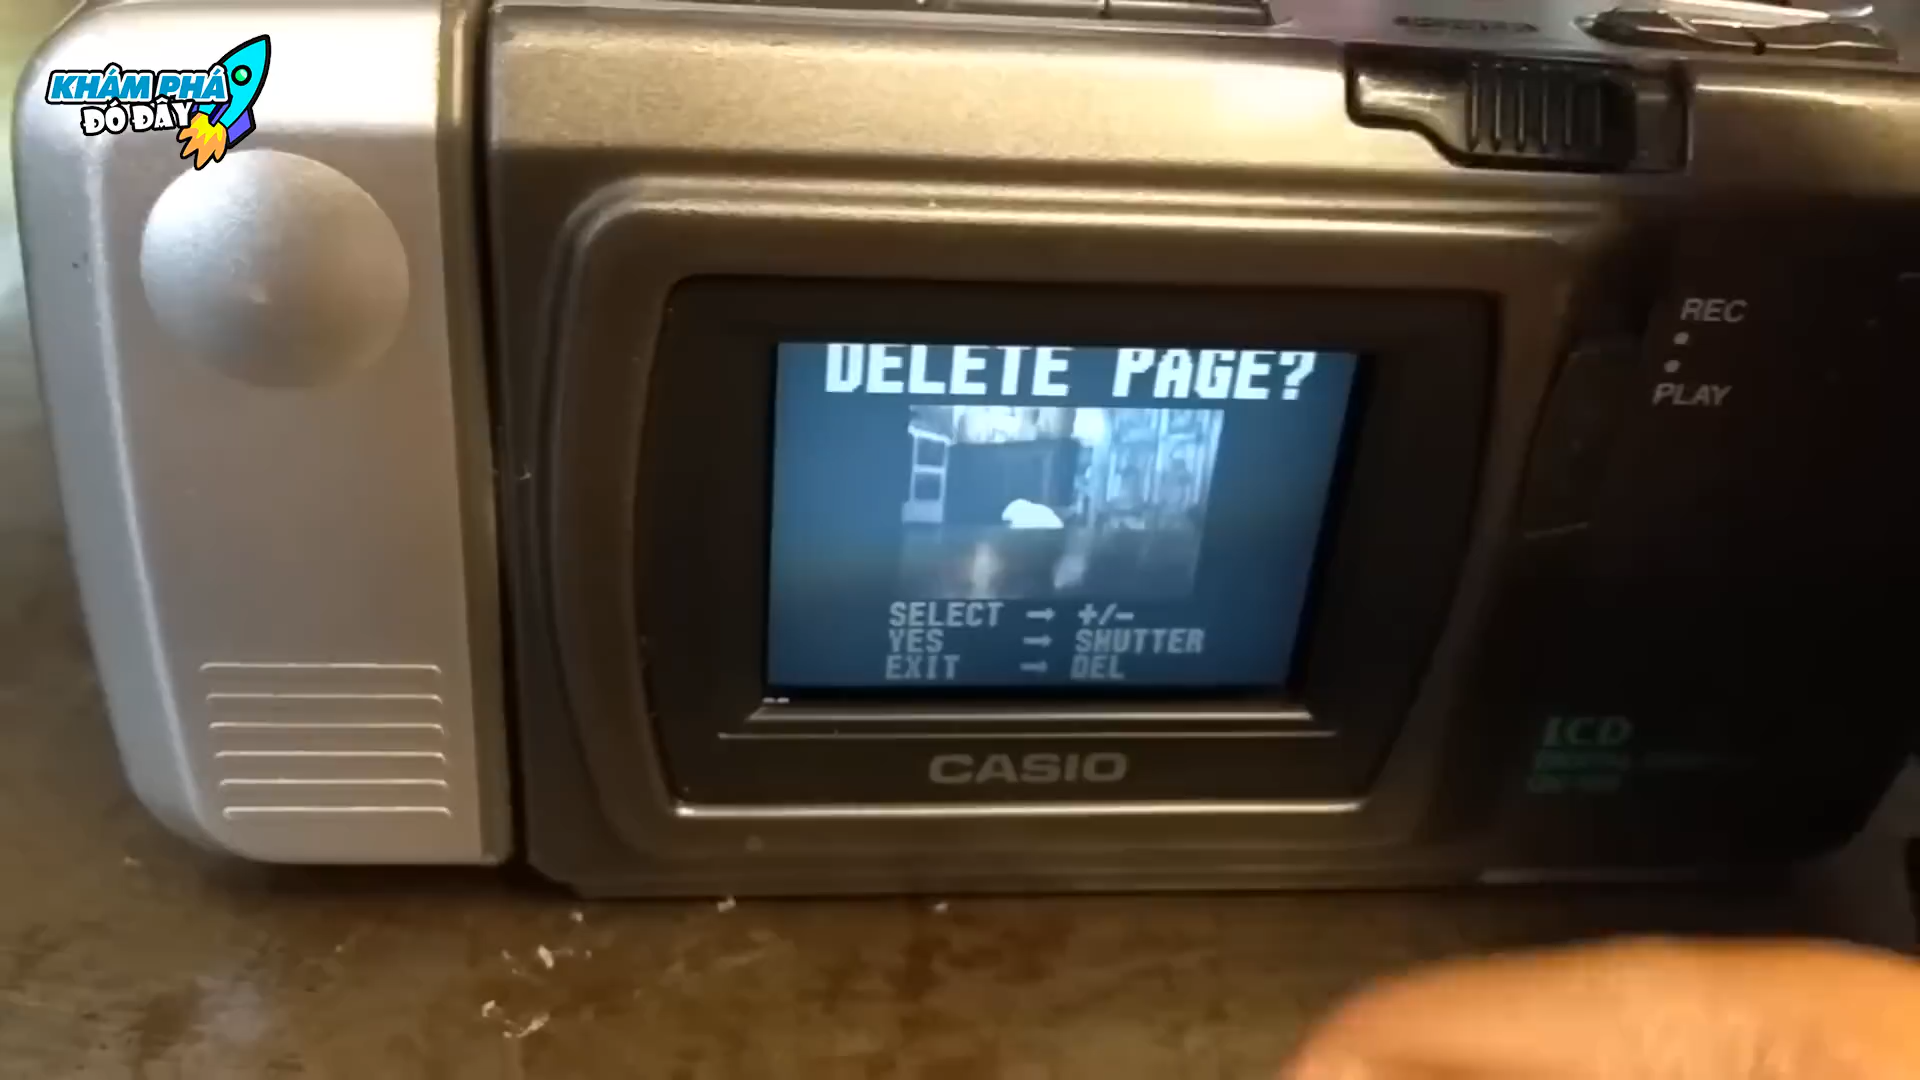 KHÁM PHÁ
ĐÓ ĐÂY
REC
PLAY
DELETE PAGE?
SELECT → +/-
YES → SHUTTER
EXIT → DEL
CASIO
LCD